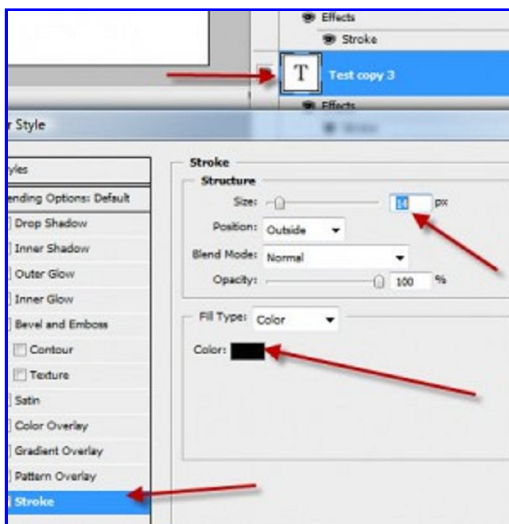 Effects
Stroke
T Test copy 3
Effects
r Style
yles
ending Options: Default
Drop Shadow
Inner Shadow
Outer Glow
Inner Glow
Bevel and Emboss
Contour
Texture
Satin
Color Overlay
Gradient Overlay
Pattern Overlay
Stroke
Stroke
Structure
Size: 14 px
Position: Outside
Blend Mode: Normal
Opacity: 100 %
Fill Type: Color
Color: